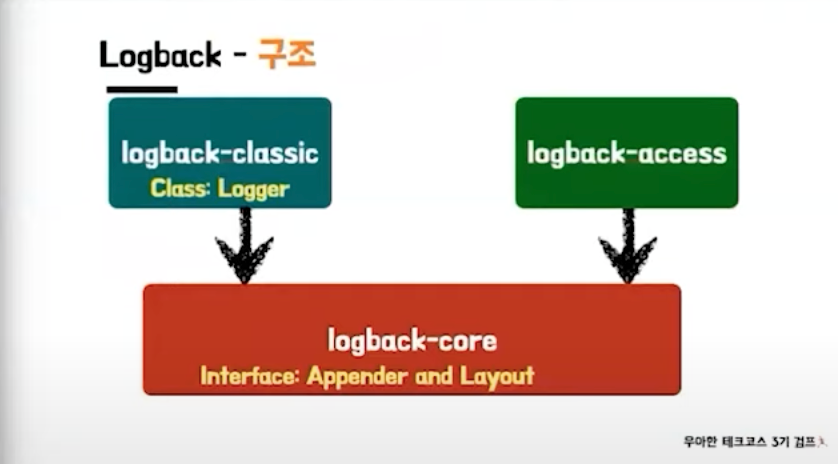 Logback - 구조
logback-classic
Class: Logger
logback-access
logback-core
Interface: Appender and Layout
우아한 테크코스 3기 검프